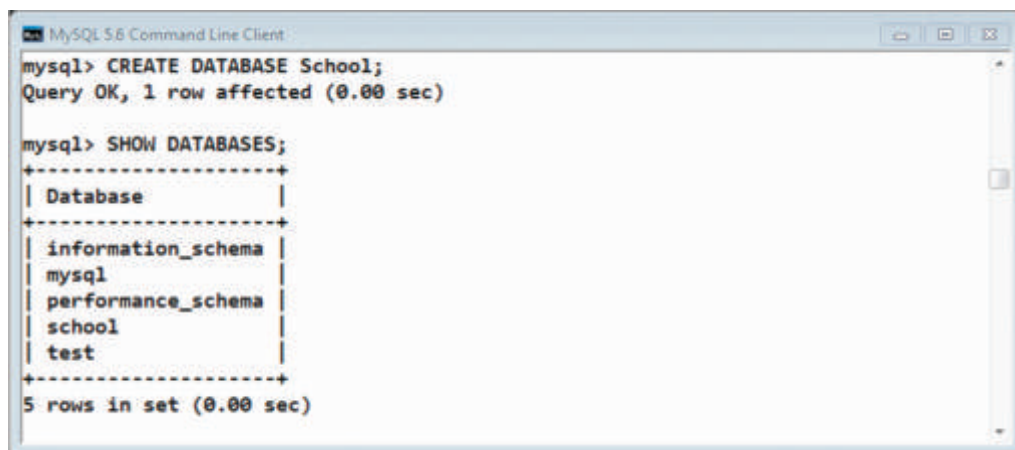 MySQL 5.6 Command Line Client
mysql> CREATE DATABASE School;
Query OK, 1 row affected (0.00 sec)
mysql> SHOW DATABASES;
+--------------------+
| Database           |
+--------------------+
| information_schema |
| mysql              |
| performance_schema |
| school             |
| test               |
+--------------------+
5 rows in set (0.00 sec)